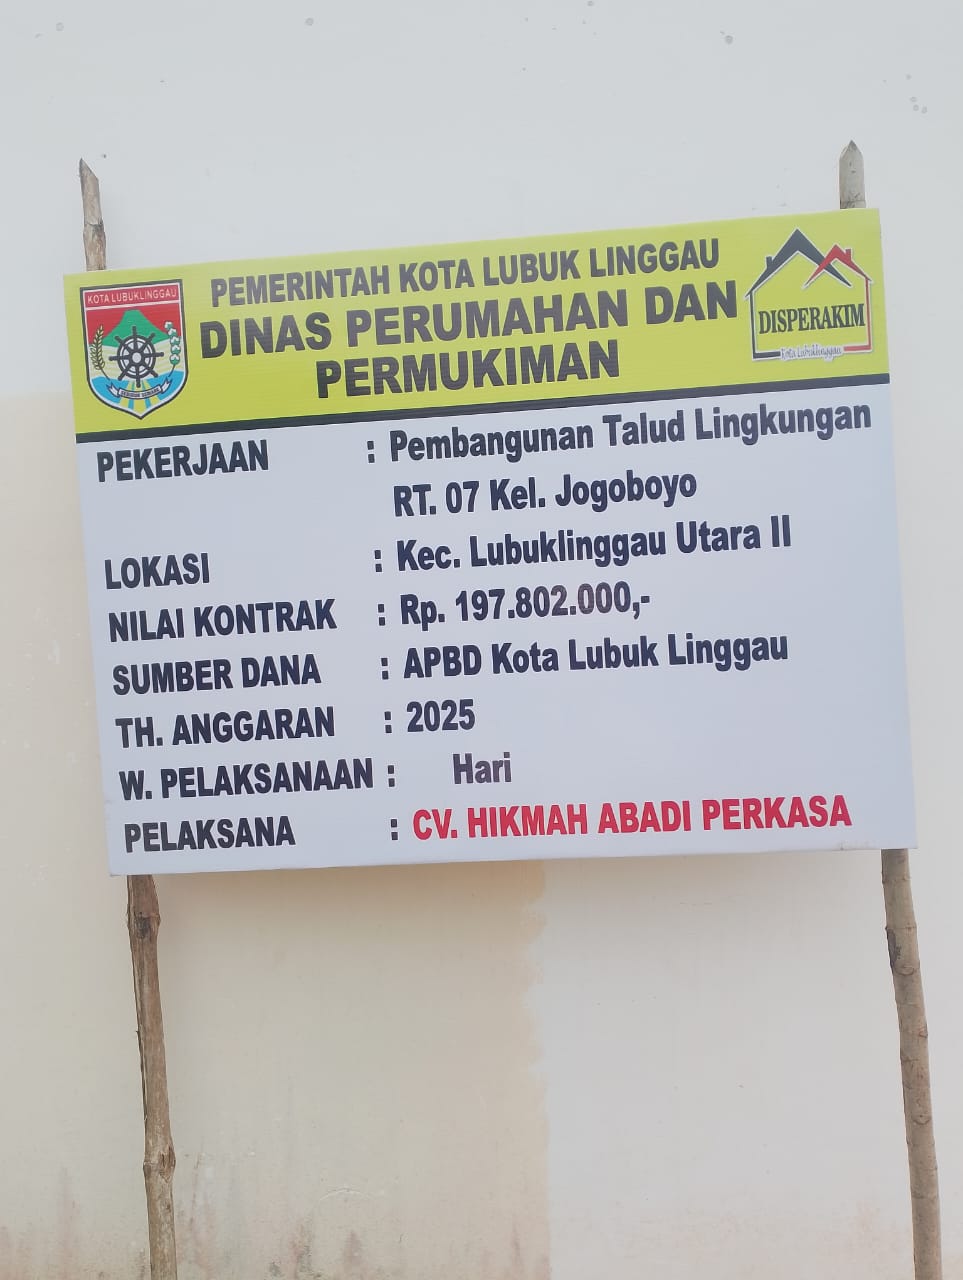 KOTA LUBUKLINGGAU
SEBIDUK SEMARE
PEMERINTAH KOTA LUBUK LINGGAU
DINAS PERUMAHAN DAN
PERMUKIMAN
DISPERAKIM
Kota Lubuklinggau
PEKERJAAN : Pembangunan Talud Lingkungan
RT. 07 Kel. Jogoboyo
LOKASI : Kec. Lubuklinggau Utara II
NILAI KONTRAK : Rp. 197.802.000,-
SUMBER DANA : APBD Kota Lubuk Linggau
TH. ANGGARAN : 2025
W. PELAKSANAAN : Hari
PELAKSANA : CV. HIKMAH ABADI PERKASA